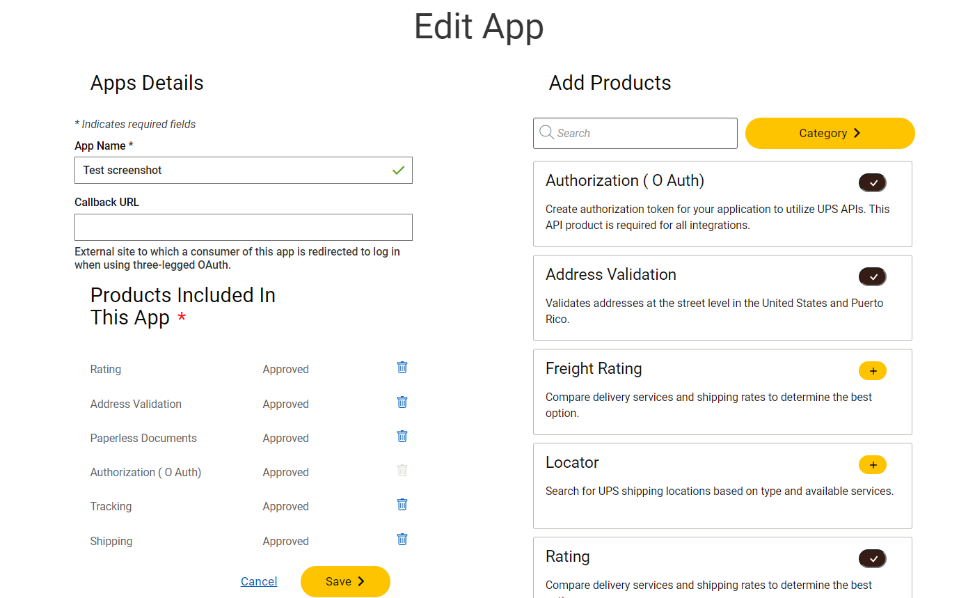 Edit App
Apps Details
* Indicates required fields
App Name *
Test screenshot
Callback URL
External site to which a consumer of this app is redirected to log in
when using three-legged OAuth.
Products Included In
This App *
Rating Approved
Address Validation Approved
Paperless Documents Approved
Authorization ( O Auth) Approved
Tracking Approved
Shipping Approved
Cancel Save
Add Products
Search Category
Authorization ( O Auth)
Create authorization token for your application to utilize UPS APIs. This
API product is required for all integrations.
Address Validation
Validates addresses at the street level in the United States and Puerto
Rico.
Freight Rating
Compare delivery services and shipping rates to determine the best
option.
Locator
Search for UPS shipping locations based on type and available services.
Rating
Compare delivery services and shipping rates to determine the best